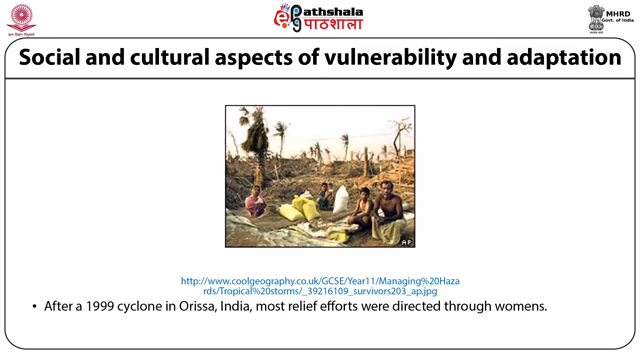 ePathshala
पाठशाला
MHRD
Govt. of India
Social and cultural aspects of vulnerability and adaptation
AP
http://www.coolgeography.co.uk/GCSE/Year11/Managing%20Haza
rds/Tropical%20storms/_39216109_survivors203_ap.jpg
• After a 1999 cyclone in Orissa, India, most relief efforts were directed through womens.